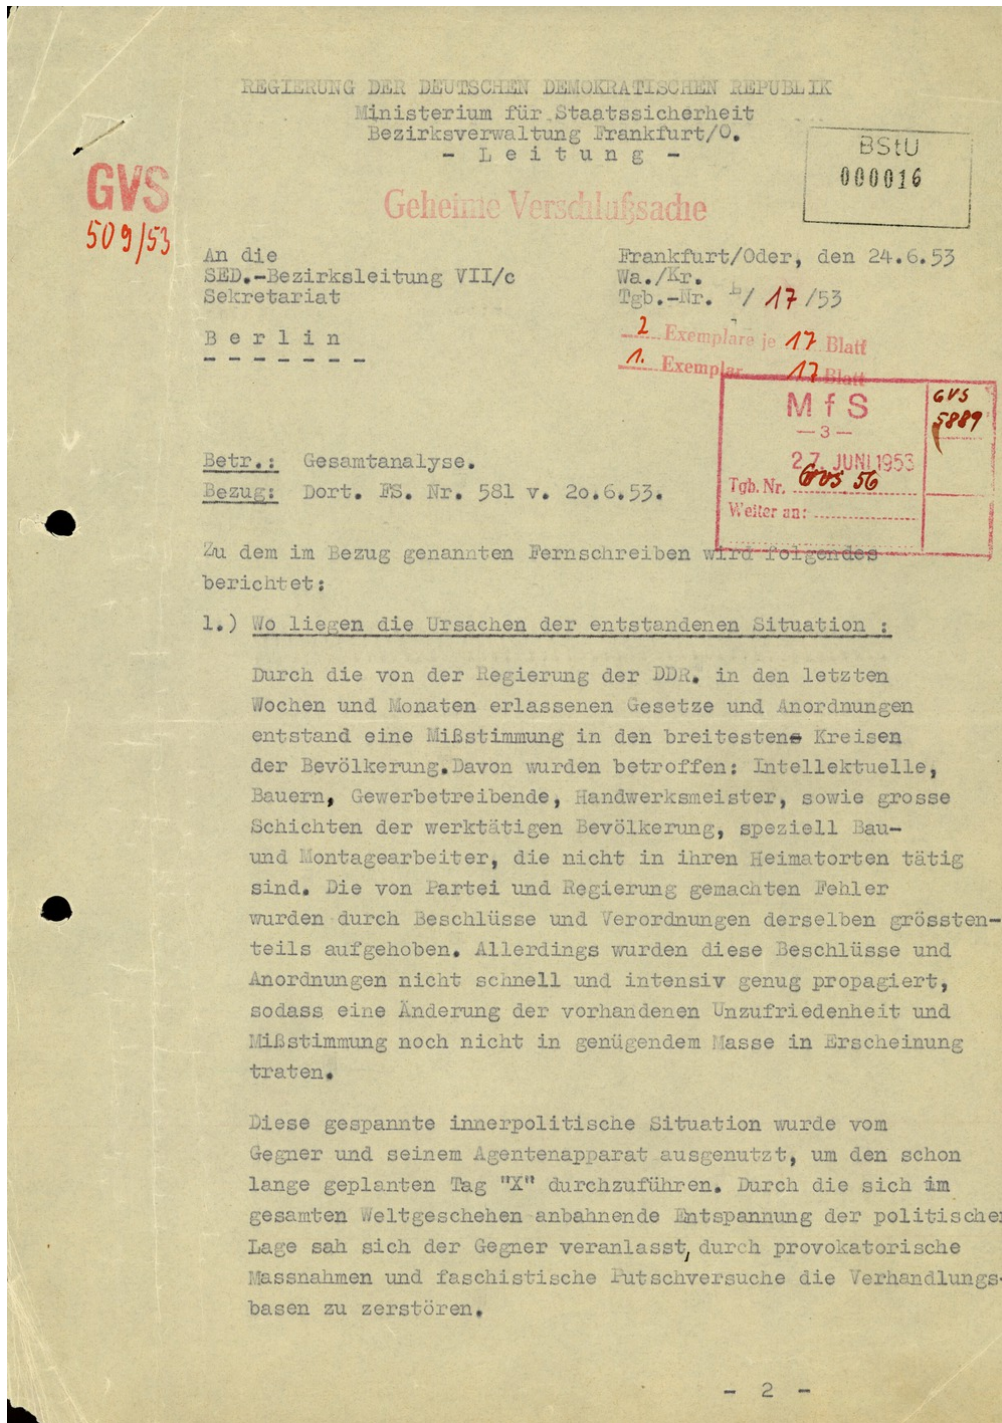 REGIERUNG DER DEUTSCHEN DEMOKRATISCHEN REPUBLIK
Ministerium für Staatssicherheit
Bezirksverwaltung Frankfurt/O.
- L e i t u n g -
BStU
000016
GVS
509/53
Geheime Verschlußsache
An die
SED.-Bezirksleitung VII/c
Sekretariat
B e r l i n
- - - - - - -
Frankfurt/Oder, den 24.6.53
Wa./Kr.
Tgb.-Nr. L/ 17 /53
2 Exemplare je 17 Blatt
1. Exemplar 17 Blatt
MfS
— 3 —
27. JUNI 1953
Tgb. Nr. GVS 56
Weiter an:
GVS
5889
Betr.: Gesamtanalyse.
Bezug: Dort. FS. Nr. 581 v. 2o.6.53.
Zu dem im Bezug genannten Fernschreiben wird folgendes
berichtet:
1.) Wo liegen die Ursachen der entstandenen Situation :
Durch die von der Regierung der DDR. in den letzten
Wochen und Monaten erlassenen Gesetze und Anordnungen
entstand eine Mißstimmung in den breitestens Kreisen
der Bevölkerung.Davon wurden betroffen: Intellektuelle,
Bauern, Gewerbetreibende, Handwerksmeister, sowie grosse
Schichten der werktätigen Bevölkerung, speziell Bau-
und Montagearbeiter, die nicht in ihren Heimatorten tätig
sind. Die von Partei und Regierung gemachten Fehler
wurden durch Beschlüsse und Verordnungen derselben grössten-
teils aufgehoben. Allerdings wurden diese Beschlüsse und
Anordnungen nicht schnell und intensiv genug propagiert,
sodass eine Änderung der vorhandenen Unzufriedenheit und
Mißstimmung noch nicht in genügendem Masse in Erscheinung
traten.
Diese gespannte innerpolitische Situation wurde vom
Gegner und seinem Agentenapparat ausgenutzt, um den schon
lange geplanten Tag "X" durchzuführen. Durch die sich im
gesamten Weltgeschehen anbahnende Entspannung der politischen
Lage sah sich der Gegner veranlasst, durch provokatorische
Massnahmen und faschistische Putschversuche die Verhandlungs-
basen zu zerstören.
- 2 -